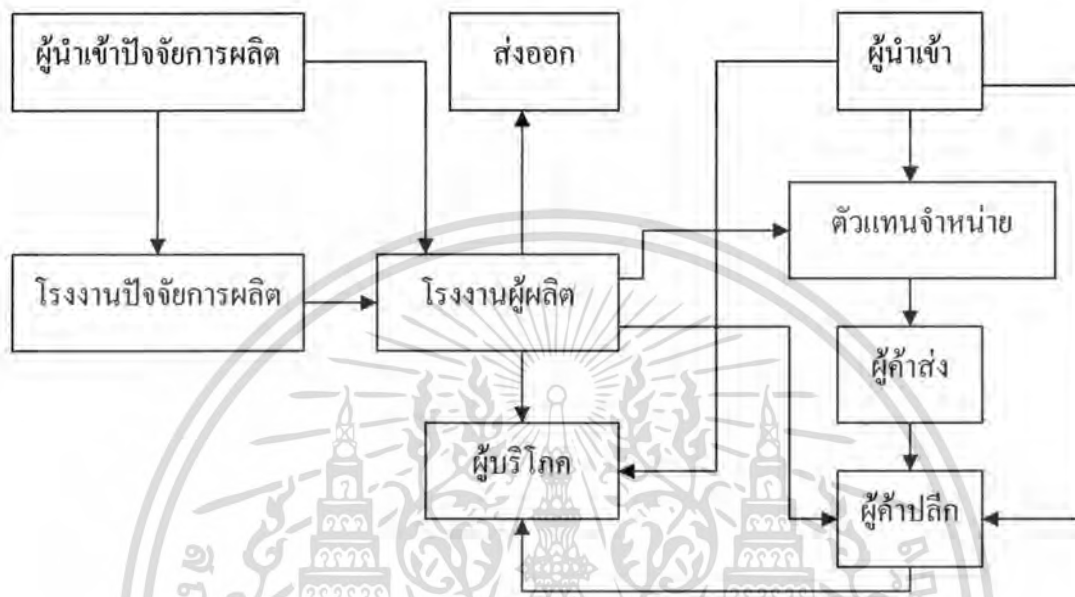 ผู้นำเข้าปัจจัยการผลิต
ส่งออก
ผู้นำเข้า
ตัวแทนจำหน่าย
โรงงานปัจจัยการผลิต
โรงงานผู้ผลิต
ผู้ค้าส่ง
ผู้บริโภค
ผู้ค้าปลีก